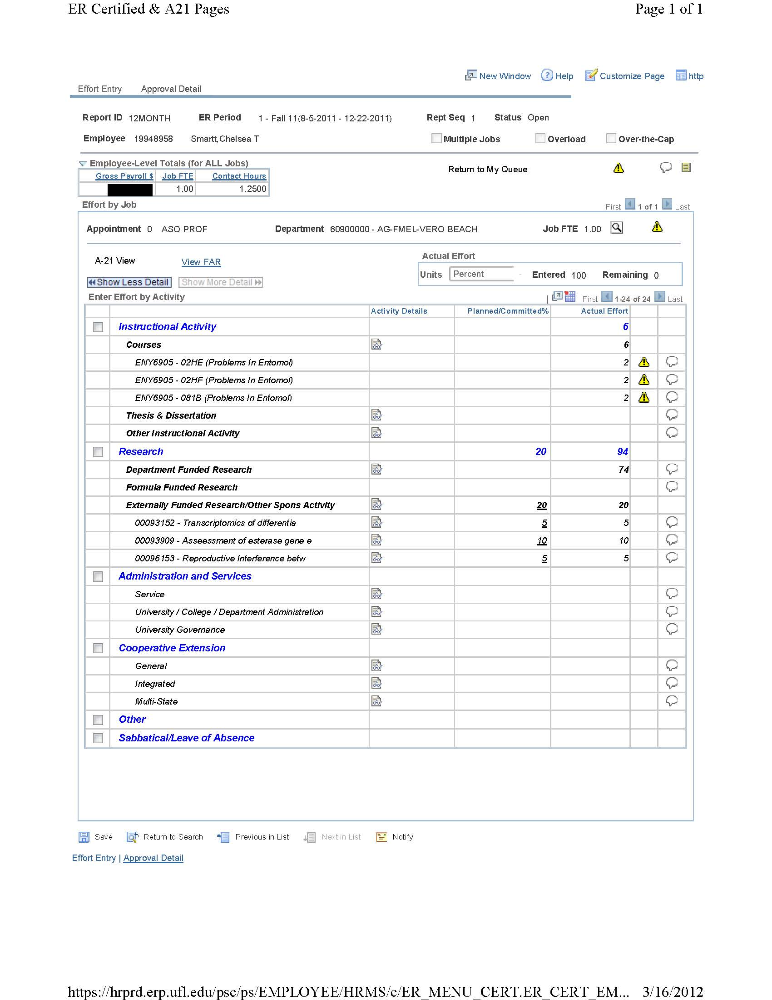 ER Certified & A21 Pages Page 1 of 1
New Window Help Customize Page http
Effort Entry Approval Detail
Report ID 12MONTH ER Period 1 - Fall 11(8-5-2011 - 12-22-2011) Rept Seq 1 Status Open
Employee 19948958 Smartt,Chelsea T Multiple Jobs Overload Over-the-Cap
Employee-Level Totals (for ALL Jobs)
Return to My Queue
Gross Payroll $ Job FTE Contact Hours
1.00 1.2500
Effort by Job First 1 of 1 Last
Appointment 0 ASO PROF Department 60900000 - AG-FMEL-VERO BEACH Job FTE 1.00
Actual Effort
A-21 View View FAR
Units Percent Entered 100 Remaining 0
Show Less Detail Show More Detail
Enter Effort by Activity | First 1-24 of 24 Last
Activity Details Planned/Committed% Actual Effort
Instructional Activity 6
Courses 6
ENY6905 - 02HE (Problems In Entomol) 2
ENY6905 - 02HF (Problems In Entomol) 2
ENY6905 - 081B (Problems In Entomol) 2
Thesis & Dissertation
Other Instructional Activity
Research 20 94
Department Funded Research 74
Formula Funded Research
Externally Funded Research/Other Spons Activity 20 20
00093152 - Transcriptomics of differentia 5 5
00093909 - Asseessment of esterase gene e 10 10
00096153 - Reproductive Interference betw 5 5
Administration and Services
Service
University / College / Department Administration
University Governance
Cooperative Extension
General
Integrated
Multi-State
Other
Sabbatical/Leave of Absence
Save Return to Search Previous in List Next in List Notify
Effort Entry | Approval Detail
https://hrprd.erp.ufl.edu/psc/ps/EMPLOYEE/HRMS/c/ER_MENU_CERT.ER_CERT_EM... 3/16/2012